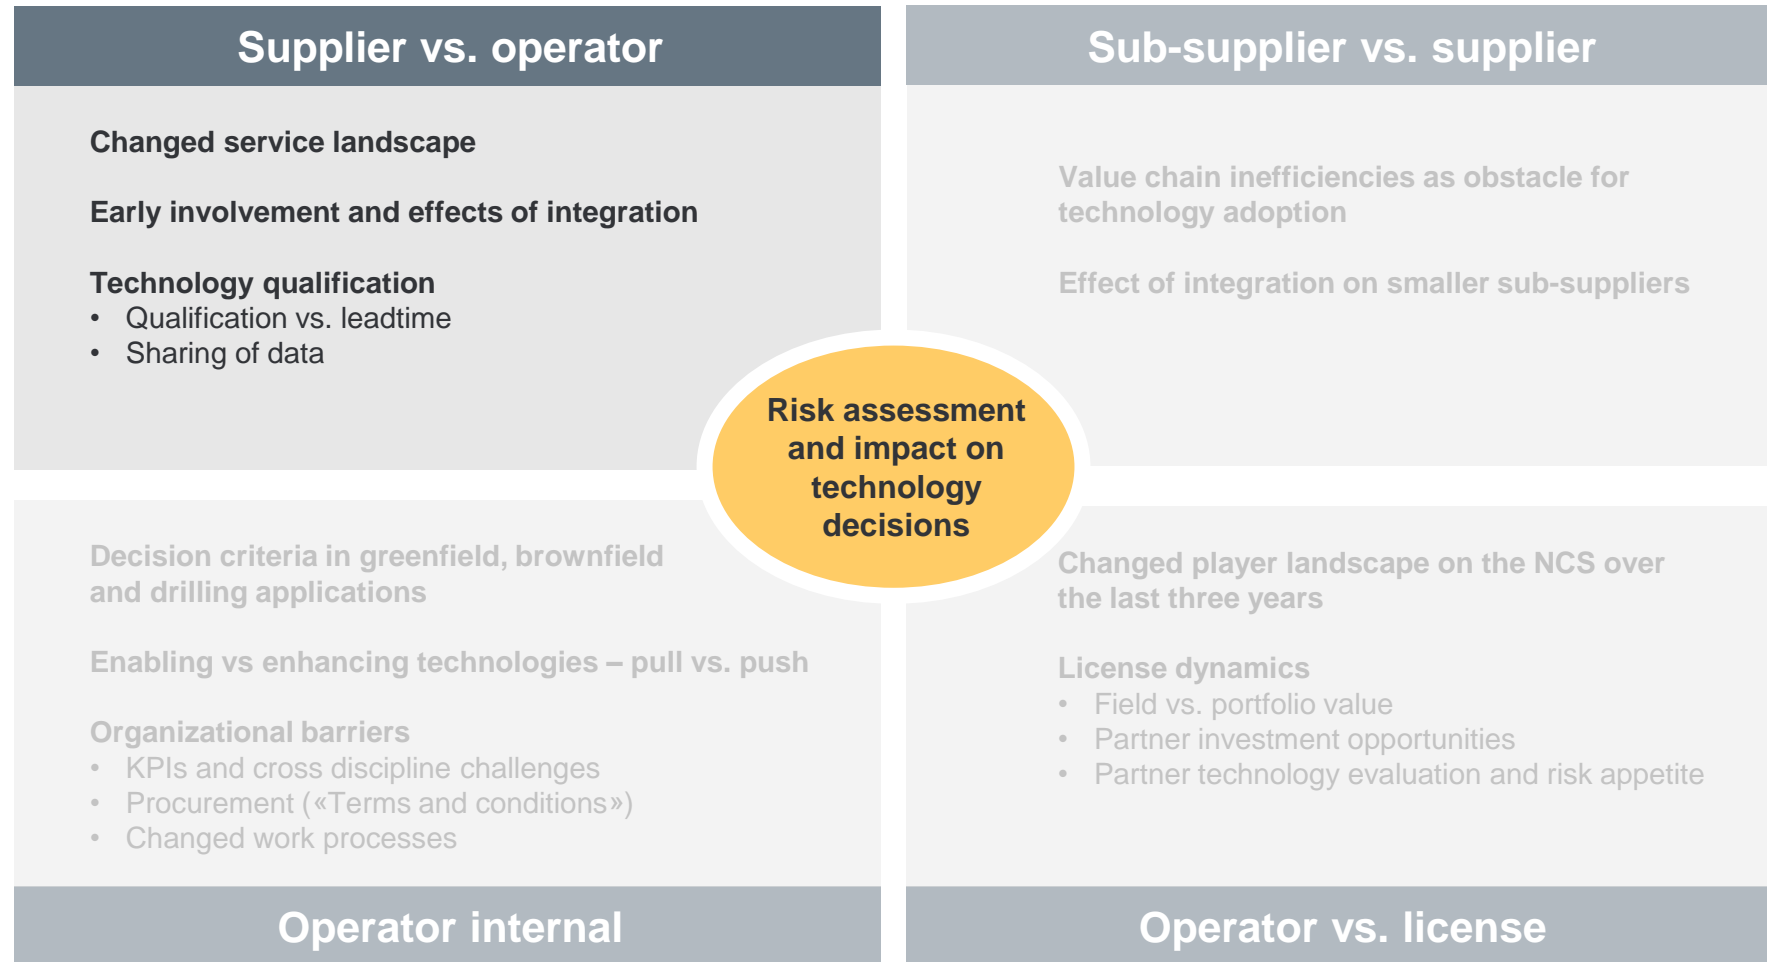 Supplier vs. operator
Changed service landscape
Early involvement and effects of integration
Technology qualification
• Qualification vs. leadtime
• Sharing of data
Sub-supplier vs. supplier
Value chain inefficiencies as obstacle for
technology adoption
Effect of integration on smaller sub-suppliers
Risk assessment
and impact on
technology
decisions
Decision criteria in greenfield, brownfield
and drilling applications
Enabling vs enhancing technologies – pull vs. push
Organizational barriers
• KPIs and cross discipline challenges
• Procurement («Terms and conditions»)
• Changed work processes
Operator internal
Changed player landscape on the NCS over
the last three years
License dynamics
• Field vs. portfolio value
• Partner investment opportunities
• Partner technology evaluation and risk appetite
Operator vs. license